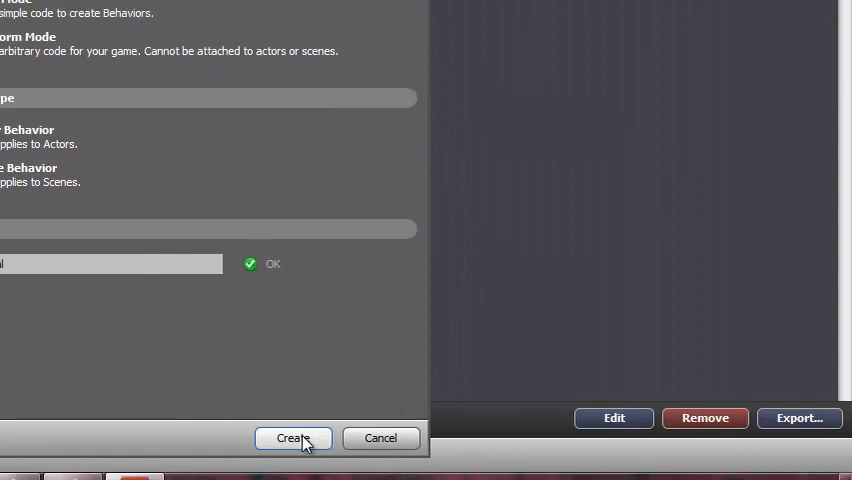 simple code to create Behaviors.
orm Mode
arbitrary code for your game. Cannot be attached to actors or scenes.
pe
Behavior
pplies to Actors.
e Behavior
pplies to Scenes.
OK
Edit
Remove
Export...
Create
Cancel